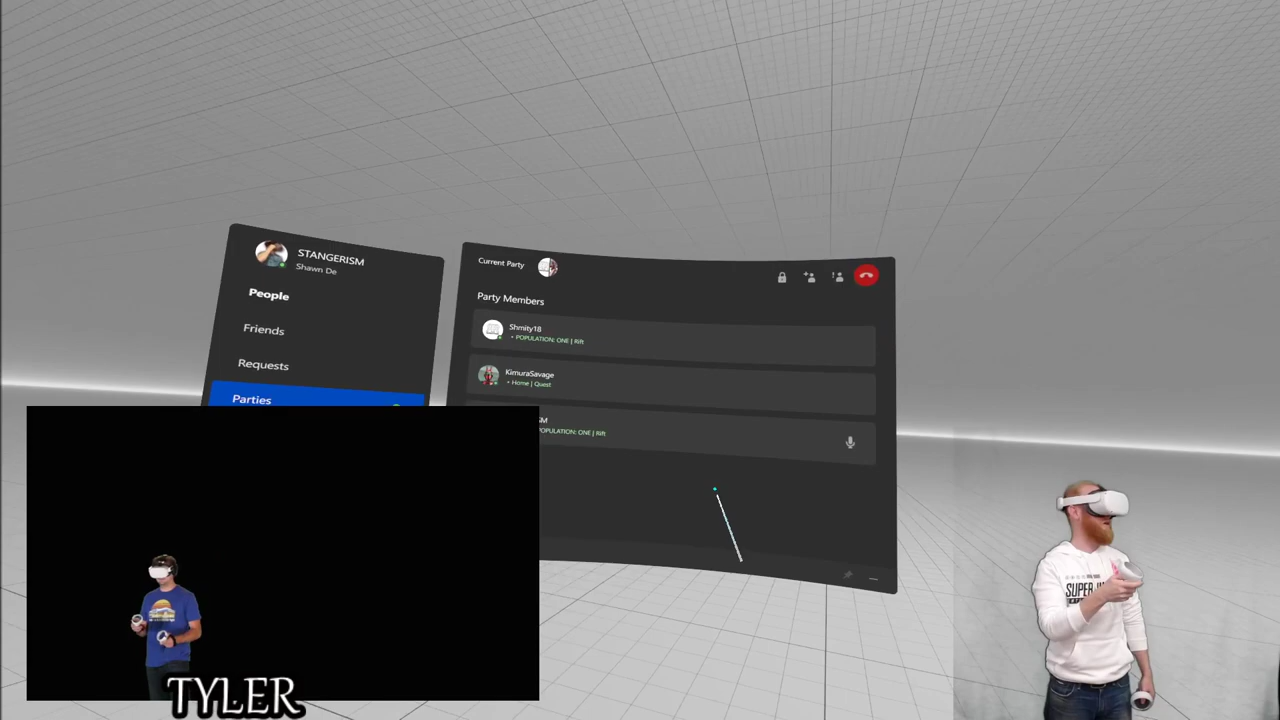 STANGERISM
Shawn De
People
Friends
Requests
Parties
Current Party
Party Members
Shmity18
• POPULATION: ONE | Rift
KimuraSavage
• Home | Quest
SM
POPULATION: ONE | Rift
TYLER
SUPER